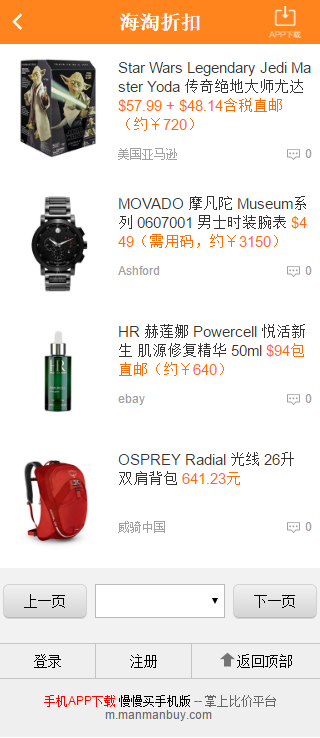 海淘折扣
APP下载
Star Wars Legendary Jedi Ma
ster Yoda 传奇绝地大师尤达
$57.99 + $48.14含税直邮
（约￥720）
美国亚马逊
0
MOVADO 摩凡陀 Museum系
列 0607001 男士时装腕表 $4
49（需用码，约￥3150）
Ashford
0
HR 赫莲娜 Powercell 悦活新
生 肌源修复精华 50ml $94包
直邮（约￥640）
ebay
0
HR
OSPREY Radial 光线 26升
双肩背包 641.23元
威骑中国
0
上一页
下一页
登录
注册
返回顶部
手机APP下载 慢慢买手机版 -- 掌上比价平台
m.manmanbuy.com